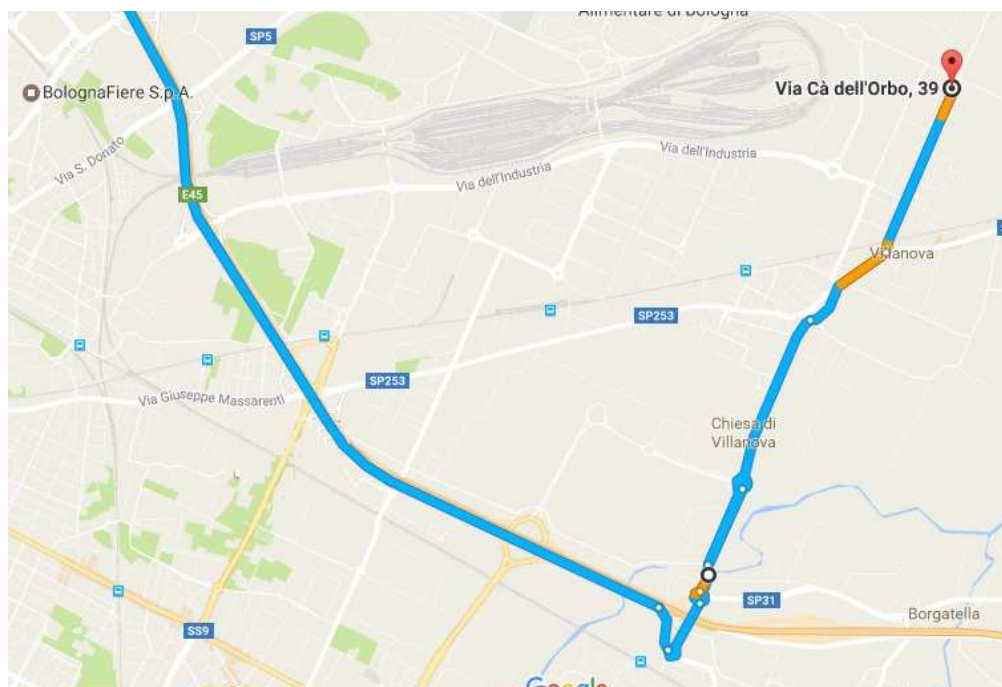 Alimentare di Bologna
SP5
BolognaFiere S.p.A.
Via Cà dell'Orbo, 39
Via S. Donato
Via dell'Industria
Via dell'Industria
E45
Villanova
SP253
SP253
Via Giuseppe Massarenti
Chiesa di
Villanova
SP31
Borgatella
SS9
Google